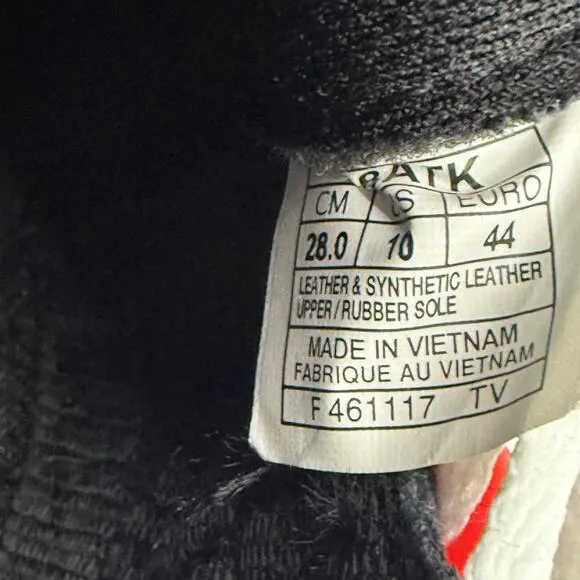 CM S EURO
28.0 10 44
LEATHER & SYNTHETIC LEATHER
UPPER/RUBBER SOLE
MADE IN VIETNAM
FABRIQUE AU VIETNAM
F461117 TV